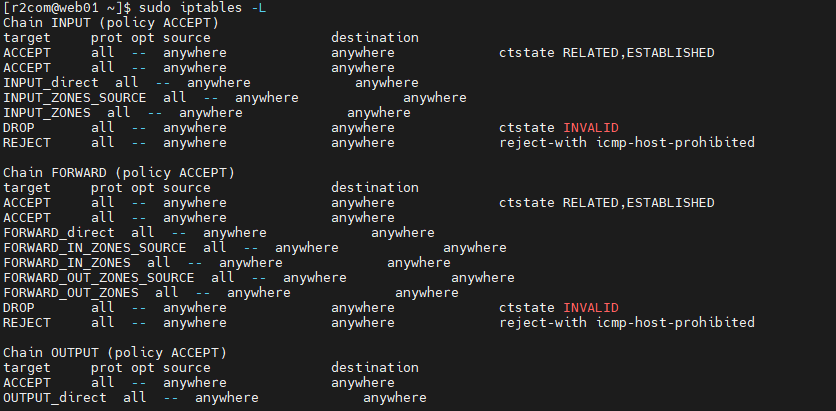 [r2com@web01 ~]$ sudo iptables -L
Chain INPUT (policy ACCEPT)
target     prot opt source               destination
ACCEPT     all  --  anywhere             anywhere             ctstate RELATED,ESTABLISHED
ACCEPT     all  --  anywhere             anywhere
INPUT_direct  all  --  anywhere             anywhere
INPUT_ZONES_SOURCE  all  --  anywhere             anywhere
INPUT_ZONES  all  --  anywhere             anywhere
DROP       all  --  anywhere             anywhere             ctstate INVALID
REJECT     all  --  anywhere             anywhere             reject-with icmp-host-prohibited

Chain FORWARD (policy ACCEPT)
target     prot opt source               destination
ACCEPT     all  --  anywhere             anywhere             ctstate RELATED,ESTABLISHED
ACCEPT     all  --  anywhere             anywhere
FORWARD_direct  all  --  anywhere             anywhere
FORWARD_IN_ZONES_SOURCE  all  --  anywhere             anywhere
FORWARD_IN_ZONES  all  --  anywhere             anywhere
FORWARD_OUT_ZONES_SOURCE  all  --  anywhere             anywhere
FORWARD_OUT_ZONES  all  --  anywhere             anywhere
DROP       all  --  anywhere             anywhere             ctstate INVALID
REJECT     all  --  anywhere             anywhere             reject-with icmp-host-prohibited

Chain OUTPUT (policy ACCEPT)
target     prot opt source               destination
ACCEPT     all  --  anywhere             anywhere
OUTPUT_direct  all  --  anywhere             anywhere